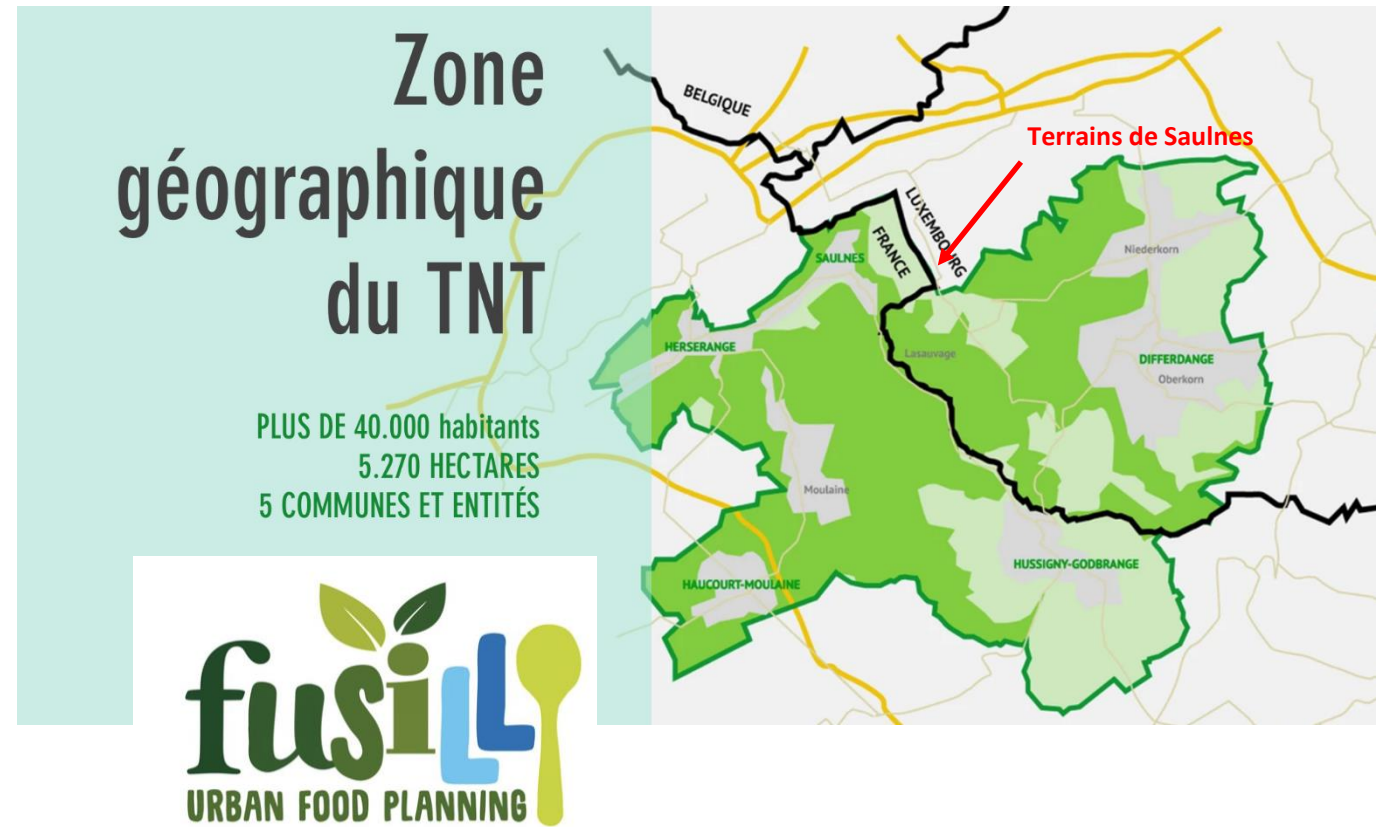 Zone
géographique
du TNT
PLUS DE 40.000 habitants
5.270 HECTARES
5 COMMUNES ET ENTITÉS
BELGIQUE
Terrains de Saulnes
LUXEMBOURG
FRANCE
SAULNES
Niederkorn
HERSERANGE
Lasauvage
DIFFERDANGE
Oberkorn
Moulaine
HUSSIGNY-GODBRANGE
HAUCOURT-MOULAINE
fusiLLi
URBAN FOOD PLANNING